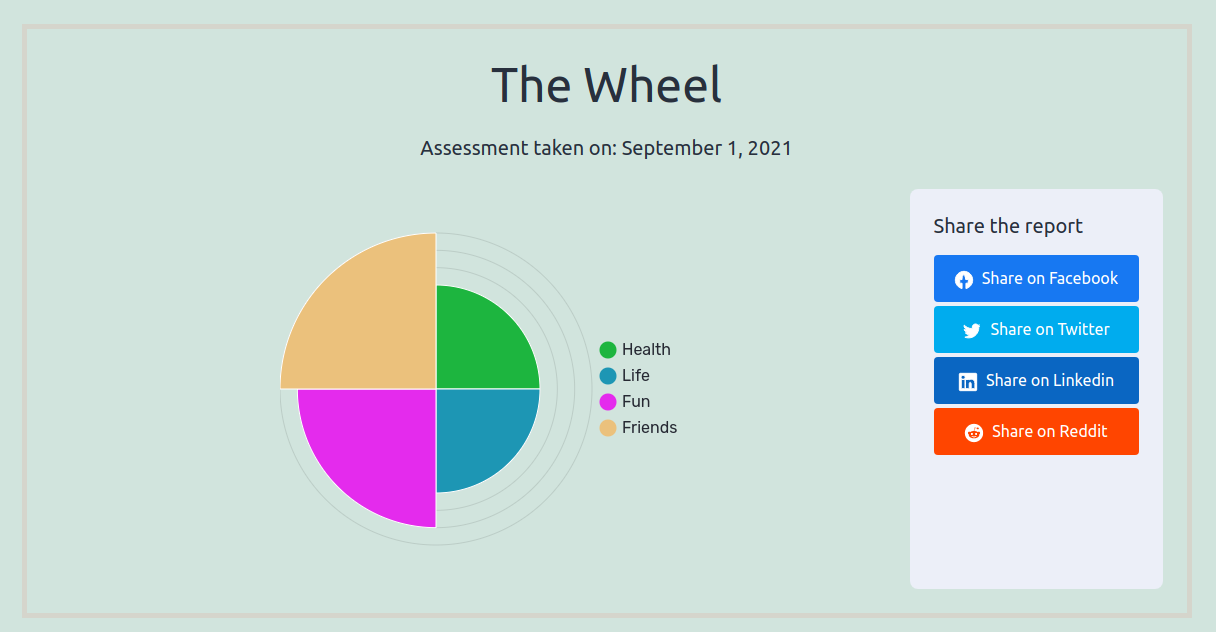 The Wheel
Assessment taken on: September 1, 2021
Health
Life
Fun
Friends
Share the report
Share on Facebook
Share on Twitter
Share on Linkedin
Share on Reddit